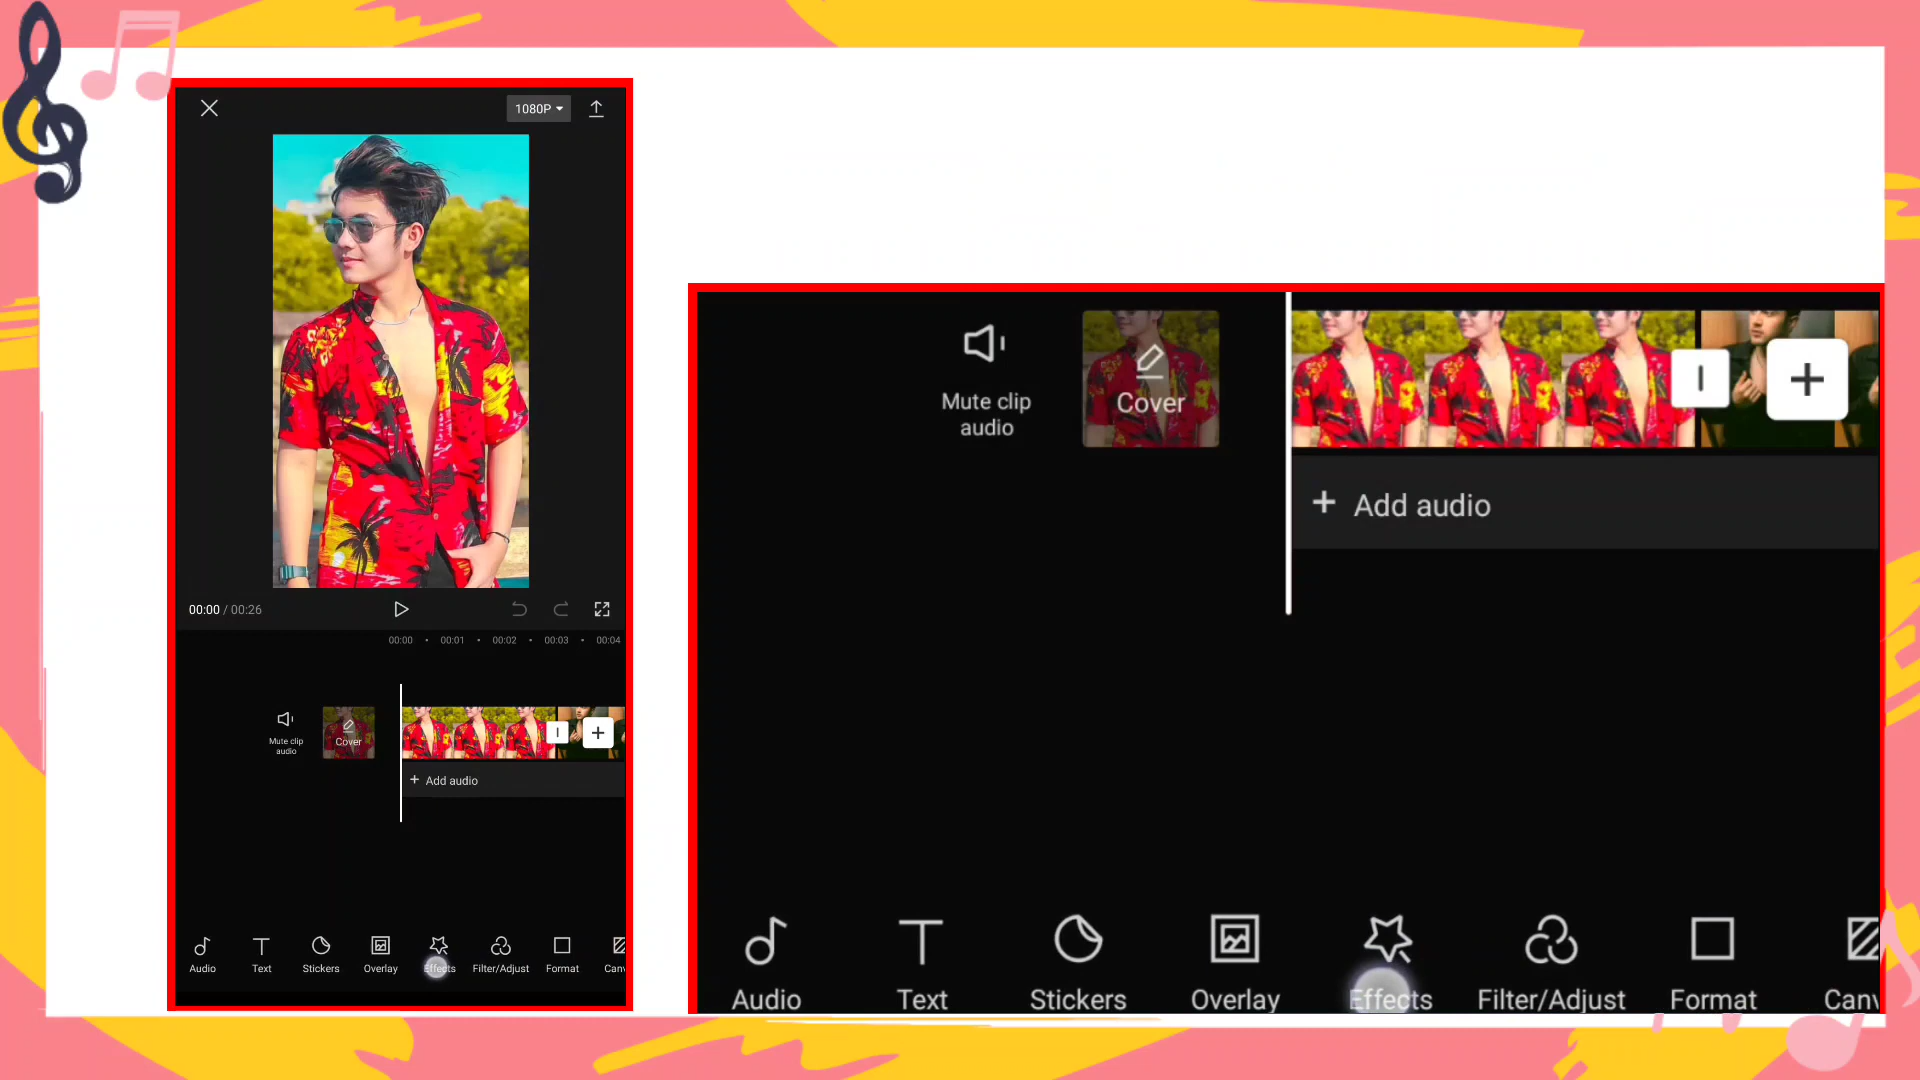 1080P
00:00 / 00:26
00:00 • 00:01 • 00:02 • 00:03 • 00:04
Mute clip
audio
Cover
+ Add audio
Audio Text Stickers Overlay Effects Filter/Adjust Format Canv
Mute clip
audio
Cover
+ Add audio
Audio Text Stickers Overlay Effects Filter/Adjust Format Canv